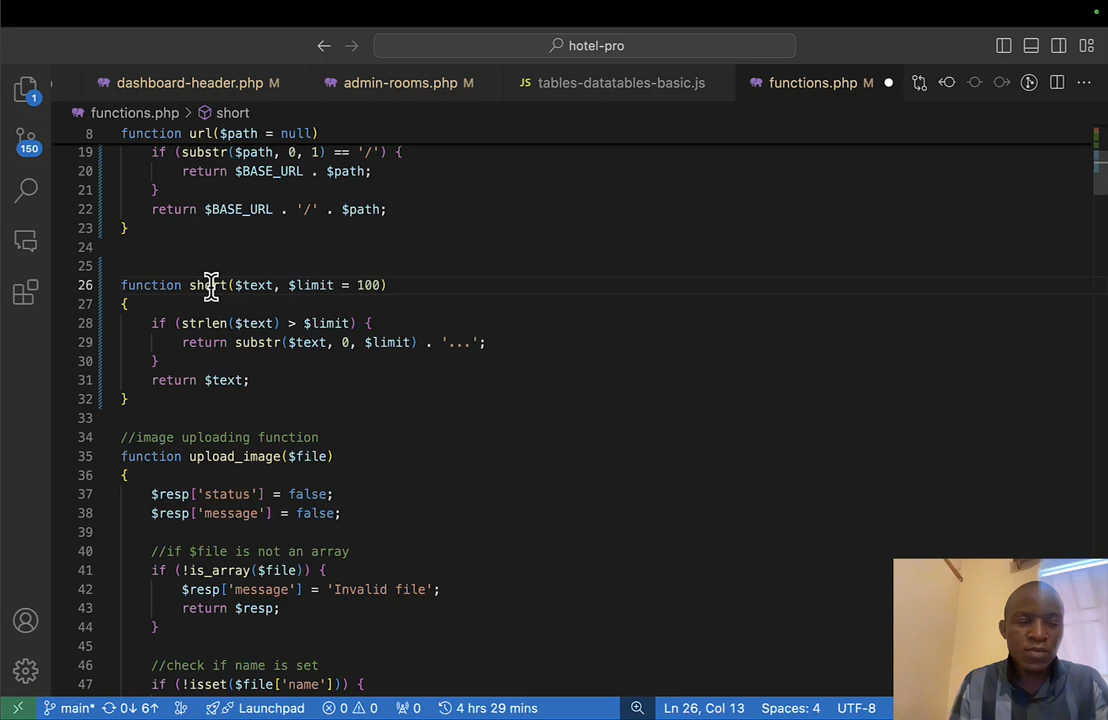 hotel-pro
dashboard-header.php M
admin-rooms.php M
JS tables-datatables-basic.js
functions.php M
1
150
functions.php > short
8 function url($path = null)
19 if (substr($path, 0, 1) == '/') {
20 return $BASE_URL . $path;
21 }
22 return $BASE_URL . '/' . $path;
23 }
24
25
26 function short($text, $limit = 100)
27 {
28 if (strlen($text) > $limit) {
29 return substr($text, 0, $limit) . '...';
30 }
31 return $text;
32 }
33
34 //image uploading function
35 function upload_image($file)
36 {
37 $resp['status'] = false;
38 $resp['message'] = false;
39
40 //if $file is not an array
41 if (!is_array($file)) {
42 $resp['message'] = 'Invalid file';
43 return $resp;
44 }
45
46 //check if name is set
47 if (!isset($file['name'])) {
main* 0↓ 6↑ Launchpad 0 0 0 4 hrs 29 mins Ln 26, Col 13 Spaces: 4 UTF-8